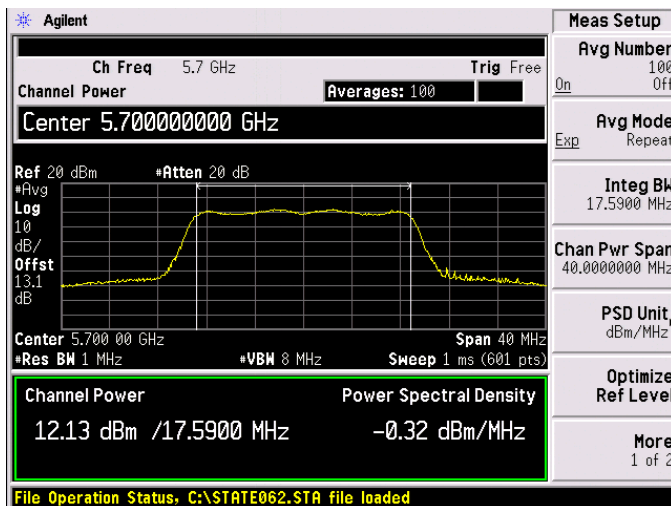 Agilent
Meas Setup
Ch Freq 5.7 GHz Trig Free
Channel Power Averages: 100
Center 5.700000000 GHz
Ref 20 dBm #Atten 20 dB
#Avg
Log
10
dB/
Offst
13.1
dB
Center 5.700 00 GHz Span 40 MHz
#Res BW 1 MHz #VBW 8 MHz Sweep 1 ms (601 pts)
Channel Power Power Spectral Density
12.13 dBm /17.5900 MHz -0.32 dBm/MHz
File Operation Status, C:\STATE062.STA file loaded
Avg Number
100
On Off
Avg Mode
Exp Repeat
Integ BW
17.5900 MHz
Chan Pwr Span
40.0000000 MHz
PSD Unit
dBm/MHz
Optimize
Ref Level
More
1 of 2